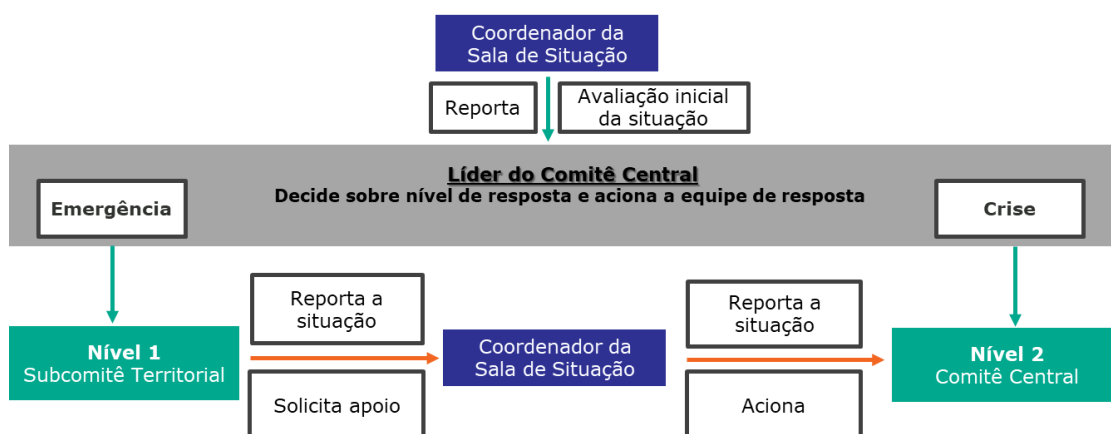 Coordenador da
Sala de Situação
Reporta
Avaliação inicial
da situação
Líder do Comitê Central
Decide sobre nível de resposta e aciona a equipe de resposta
Emergência
Crise
Reporta a
situação
Reporta a
situação
Nível 1
Subcomitê Territorial
Coordenador da
Sala de Situação
Nível 2
Comitê Central
Solicita apoio
Aciona